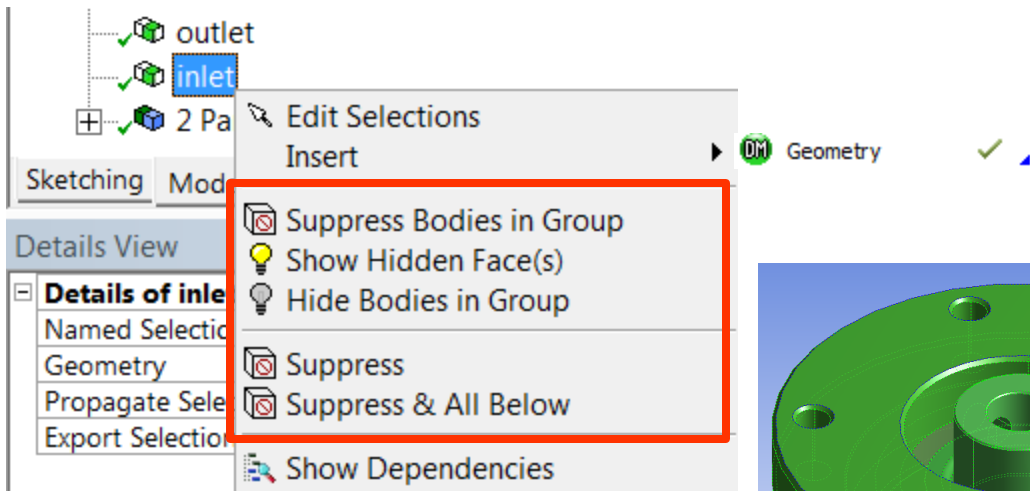 outlet
inlet
2 Pa
Edit Selections
Insert
DM Geometry
Sketching Mod
Suppress Bodies in Group
Show Hidden Face(s)
Hide Bodies in Group
Details View
Details of inle
Named Selectio
Geometry
Propagate Sele
Export Selection
Suppress
Suppress & All Below
Show Dependencies